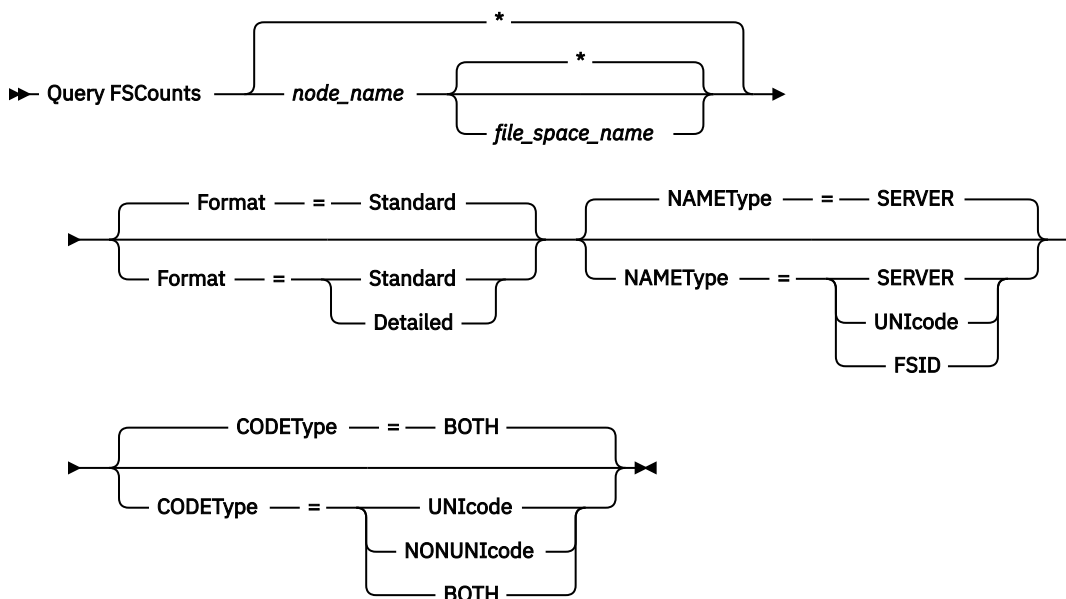 *
*
Query FSCounts node_name
file_space_name
Format = Standard
NAMEType = SERVER
Format = Standard
NAMEType = SERVER
Detailed
UNIcode
FSID
CODEType = BOTH
CODEType = UNIcode
NONUNIcode
BOTH